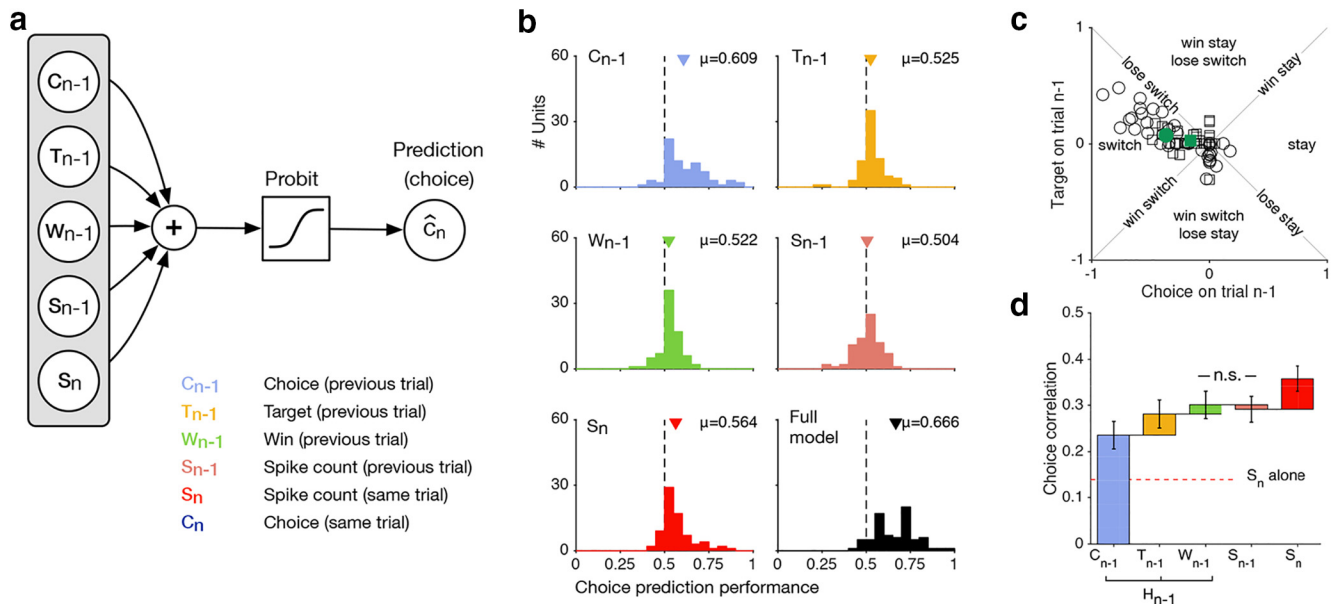 a
Cn-1
Tn-1
Wn-1
Sn-1
Sn
+
Probit
Prediction
(choice)
Ĉn
Cn-1 Choice (previous trial)
Tn-1 Target (previous trial)
Wn-1 Win (previous trial)
Sn-1 Spike count (previous trial)
Sn Spike count (same trial)
Cn Choice (same trial)
b
# Units
60
30
0
Cn-1
μ=0.609
Tn-1
μ=0.525
60
30
0
Wn-1
μ=0.522
Sn-1
μ=0.504
60
30
0
Sn
μ=0.564
Full
model
μ=0.666
0 0.25 0.5 0.75 1
0 0.25 0.5 0.75 1
Choice prediction performance
c
Target on trial n-1
1
0
-1
win stay
lose switch
lose switch
win stay
switch
stay
win switch
lose stay
win switch
lose stay
-1 0 1
Choice on trial n-1
d
Choice correlation
0.5
0.4
0.3
0.2
0.1
0
n.s.
Sn alone
Cn-1 Tn-1 Wn-1 Sn-1 Sn
Hn-1